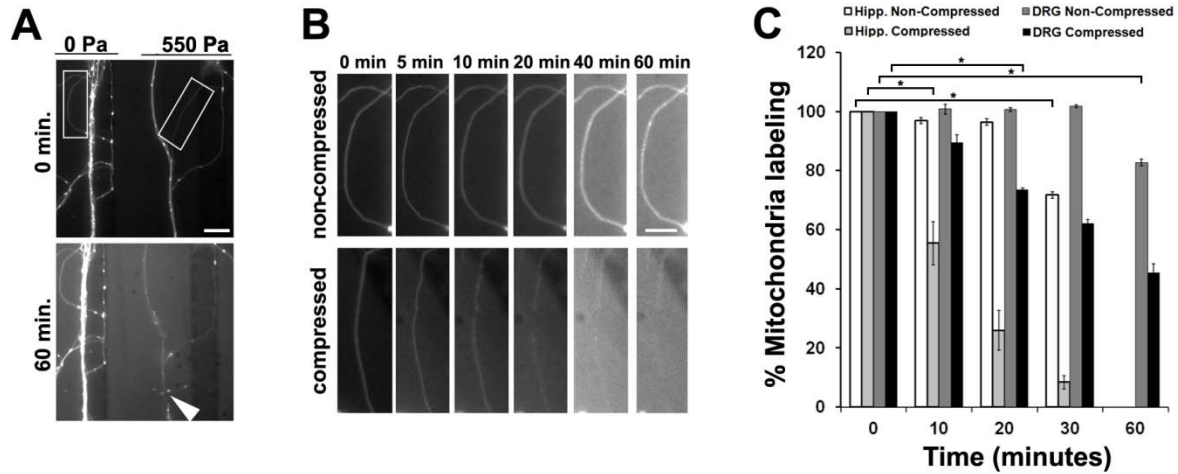 A
0 Pa 550 Pa
0 min.
60 min.
B
0 min 5 min 10 min 20 min 40 min 60 min
non-compressed
compressed
C
Hipp. Non-Compressed DRG Non-Compressed
Hipp. Compressed DRG Compressed
% Mitochondria labeling
120
100
80
60
40
20
0
* * * *
0 10 20 30 60
Time (minutes)